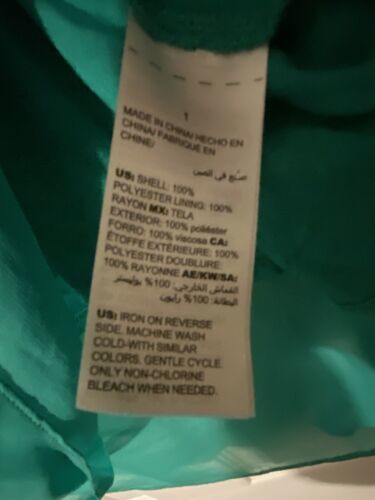 1
MADE IN CHINA/ HECHO EN
CHINA/ FABRIQUÉ EN
CHINE/
صنع في الصين
US: SHELL: 100%
POLYESTER LINING: 100%
RAYON MX: TELA
EXTERIOR: 100% poliéster
FORRO: 100% viscosa CA:
ÉTOFFE EXTÉRIEURE: 100%
POLYESTER DOUBLURE:
100% RAYONNE AE/KW/SA:
القماش الخارجي: 100% بوليستر
البطانة: 100% رايون
US: IRON ON REVERSE
SIDE. MACHINE WASH
COLD-WITH SIMILAR
COLORS. GENTLE CYCLE.
ONLY NON-CHLORINE
BLEACH WHEN NEEDED.